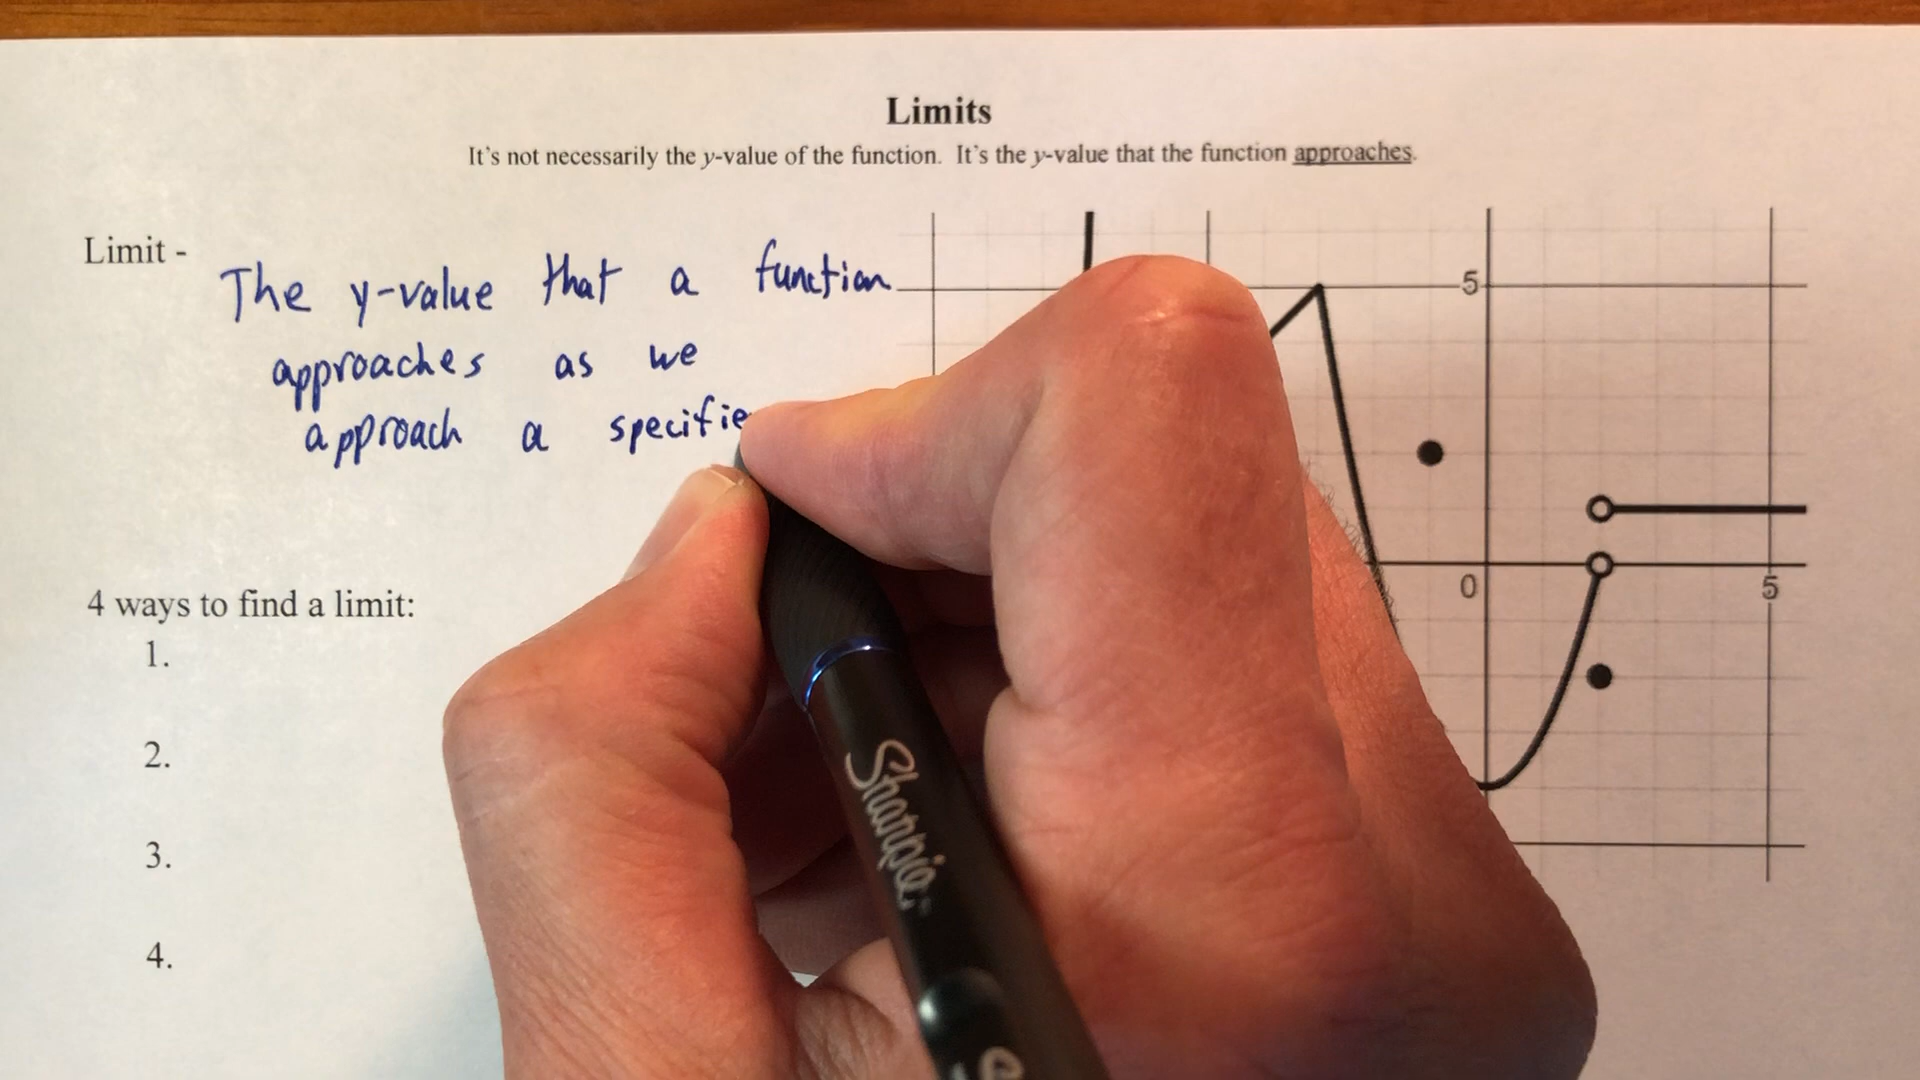 Limits
It's not necessarily the y-value of the function. It's the y-value that the function approaches.
Limit -
The y-value that a function
approaches as we
approach a specifie
4 ways to find a limit:
1.
2.
3.
4.
5
0
5
Sharpie
S